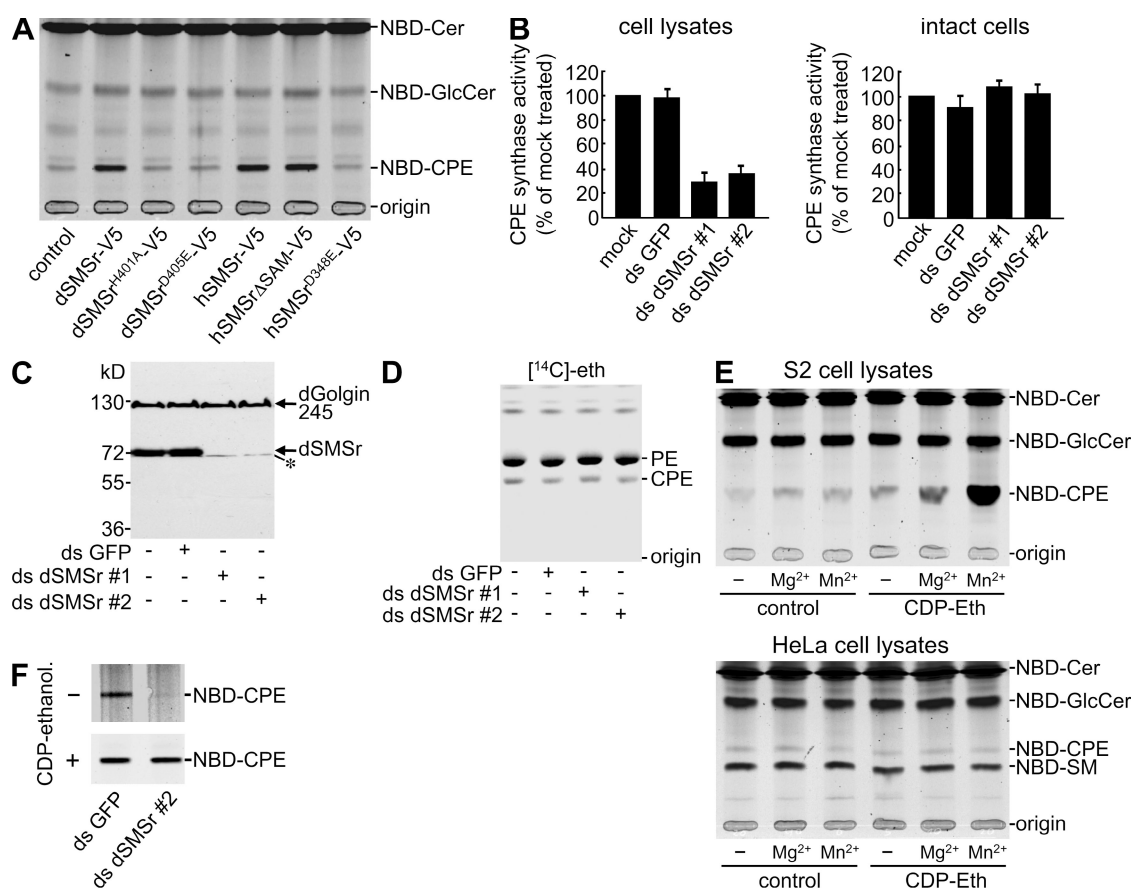 A
NBD-Cer
NBD-GlcCer
NBD-CPE
origin
control
dSMSr-V5
dSMSrH401A-V5
dSMSrD405E-V5
hSMSr-V5
hSMSrΔSAM-V5
hSMSrD348E-V5
B
cell lysates
CPE synthase activity
(% of mock treated)
120
100
80
60
40
20
0
mock
ds GFP
ds dSMSr #1
ds dSMSr #2
intact cells
CPE synthase activity
(% of mock treated)
120
100
80
60
40
20
0
mock
ds GFP
ds dSMSr #1
ds dSMSr #2
C
kD
130
72
55
36
dGolgin
245
dSMSr
*
ds GFP - + - -
ds dSMSr #1 - - + -
ds dSMSr #2 - - - +
D
[14C]-eth
PE
CPE
origin
ds GFP - + - -
ds dSMSr #1 - - + -
ds dSMSr #2 - - - +
E
S2 cell lysates
NBD-Cer
NBD-GlcCer
NBD-CPE
origin
– Mg2+ Mn2+ – Mg2+ Mn2+
control CDP-Eth
HeLa cell lysates
NBD-Cer
NBD-GlcCer
NBD-CPE
NBD-SM
origin
– Mg2+ Mn2+ – Mg2+ Mn2+
control CDP-Eth
F
CDP-ethanol.
– NBD-CPE
+ NBD-CPE
ds GFP
ds dSMSr #2